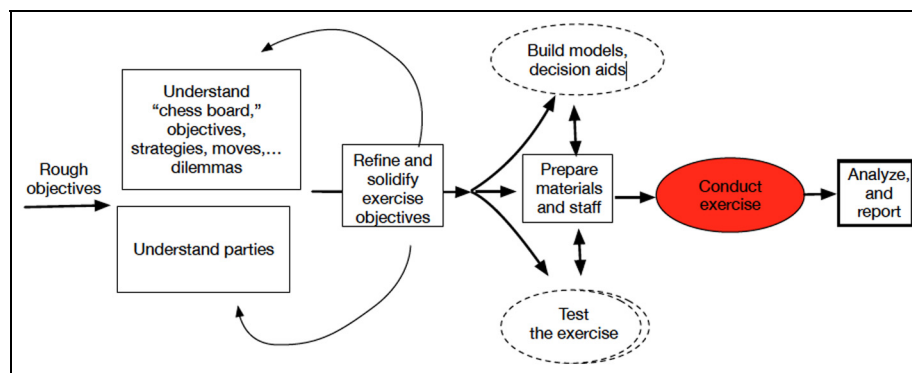 Rough
objectives
Understand
“chess board,”
objectives,
strategies, moves,...
dilemmas
Understand parties
Refine and
solidify
exercise
objectives
Build models,
decision aids
Prepare
materials
and staff
Test
the exercise
Conduct
exercise
Analyze,
and
report